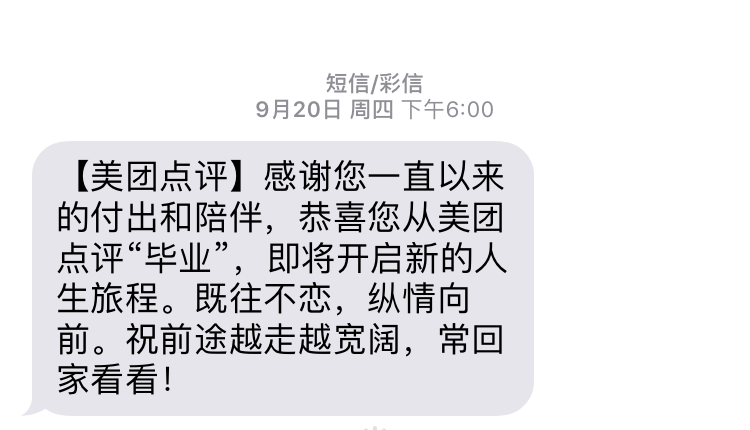 短信/彩信
9月20日 周四 下午6:00
【美团点评】感谢您一直以来
的付出和陪伴，恭喜您从美团
点评“毕业”，即将开启新的人
生旅程。既往不恋，纵情向
前。祝前途越走越宽阔，常回
家看看！